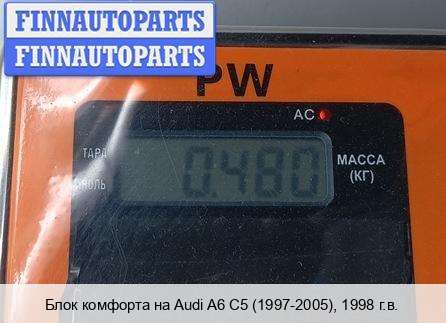 FINNAUTOPARTS
FINNAUTOPARTS
PW
AC
ТАРА
НОЛЬ
0.480
МАССА
(КГ)
Блок комфорта на Audi A6 C5 (1997-2005), 1998 г.в.